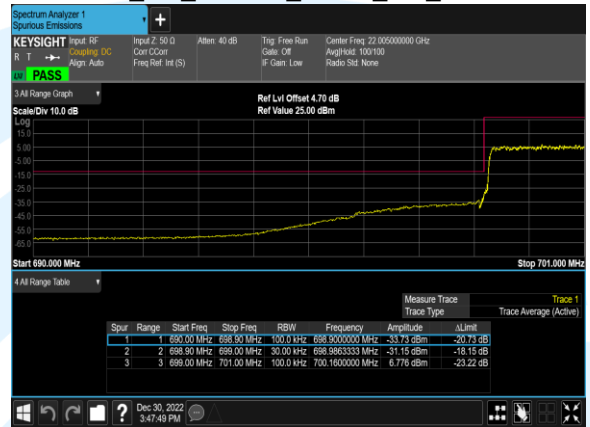 Spectrum Analyzer 1
Spurious Emissions
KEYSIGHT Input: RF Input Z: 50 Ω Atten: 40 dB Trig: Free Run Center Freq: 22.005000000 GHz
R T Coupling: DC Corr CCorr Gate: Off Avg|Hold: 100/100
Align: Auto Freq Ref: Int (S) IF Gain: Low Radio Std: None
PASS
3 All Range Graph
Ref Lvl Offset 4.70 dB
Scale/Div 10.0 dB Ref Value 25.00 dBm
Log
15.0
5.00
-5.00
-15.0
-25.0
-35.0
-45.0
-55.0
-65.0
Start 690.000 MHz Stop 701.000 MHz
4 All Range Table
Measure Trace Trace 1
Trace Type Trace Average (Active)
Spur Range Start Freq Stop Freq RBW Frequency Amplitude ΔLimit
1 1 690.00 MHz 698.90 MHz 100.0 kHz 698.9000000 MHz -33.73 dBm -20.73 dB
2 2 698.90 MHz 699.00 MHz 30.00 kHz 698.9863333 MHz -31.15 dBm -18.15 dB
3 3 699.00 MHz 701.00 MHz 100.0 kHz 700.1600000 MHz 6.776 dBm -23.22 dB
? Dec 30, 2022
3:47:49 PM